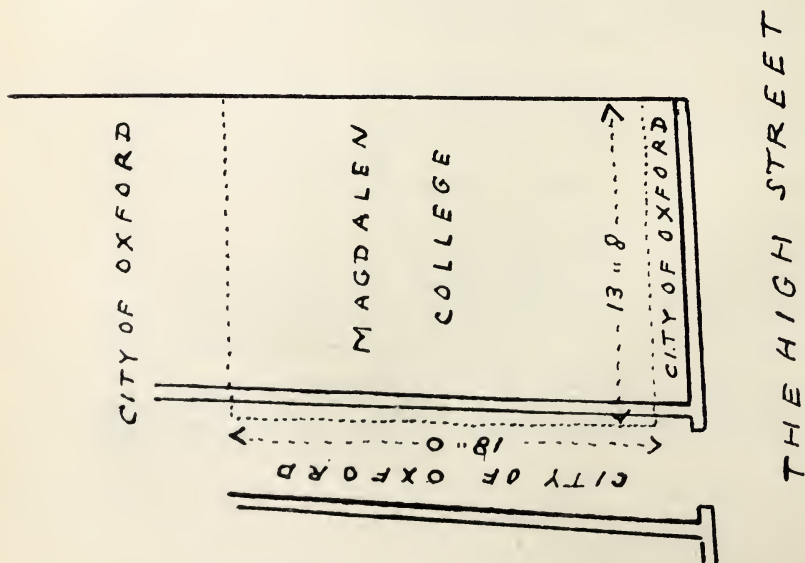 CITY OF OXFORD
MAGDALEN
COLLEGE
13"8
CITY OF OXFORD
18"0
CITY OF OXFORD
THE HIGH STREET